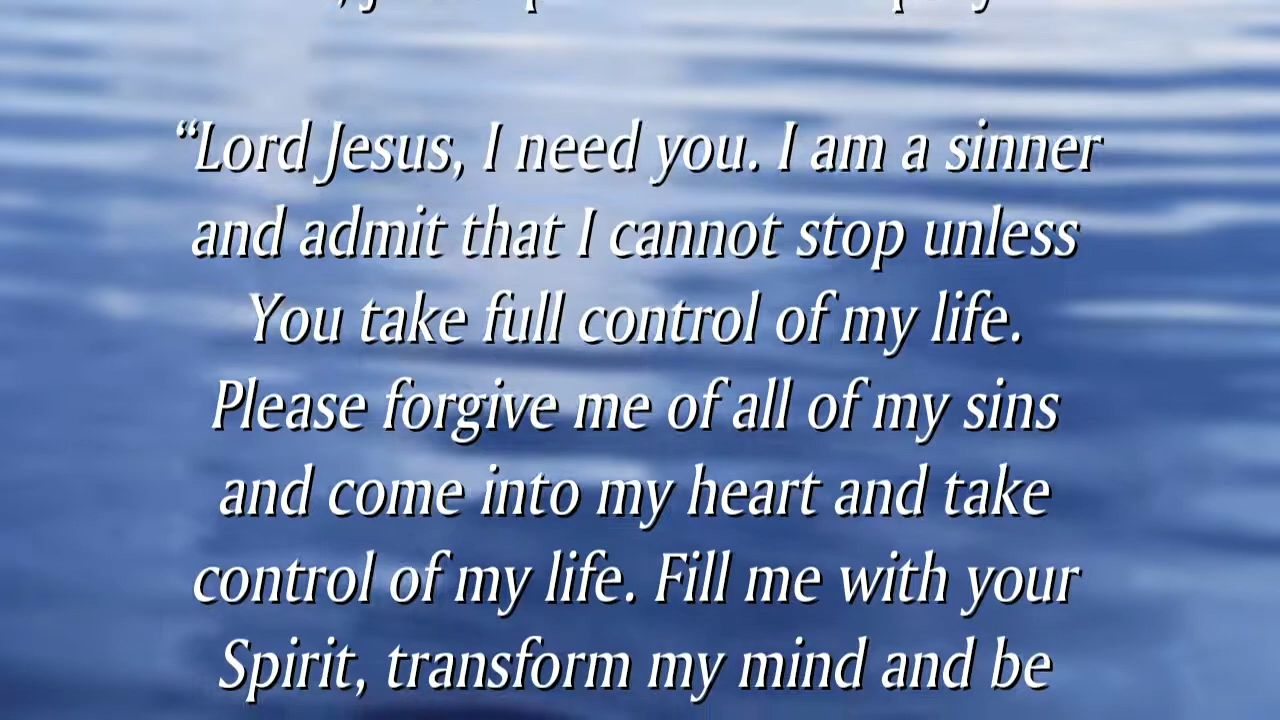 “Lord Jesus, I need you. I am a sinner
and admit that I cannot stop unless
You take full control of my life.
Please forgive me of all of my sins
and come into my heart and take
control of my life. Fill me with your
Spirit, transform my mind and be